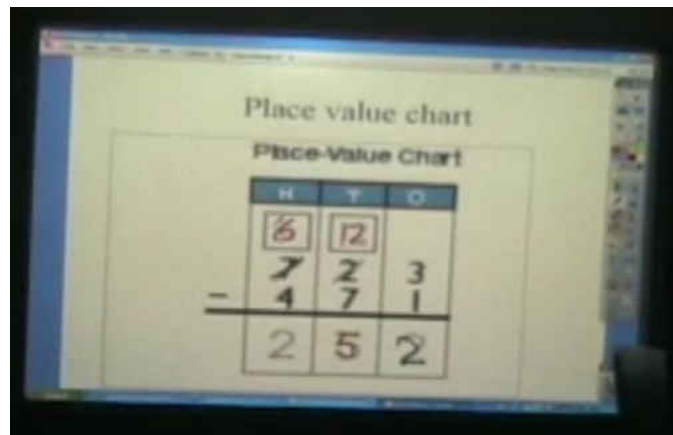 Place value chart
Place-Value Chart
H T O
6 12
7 2 3
- 4 7 1
2 5 2